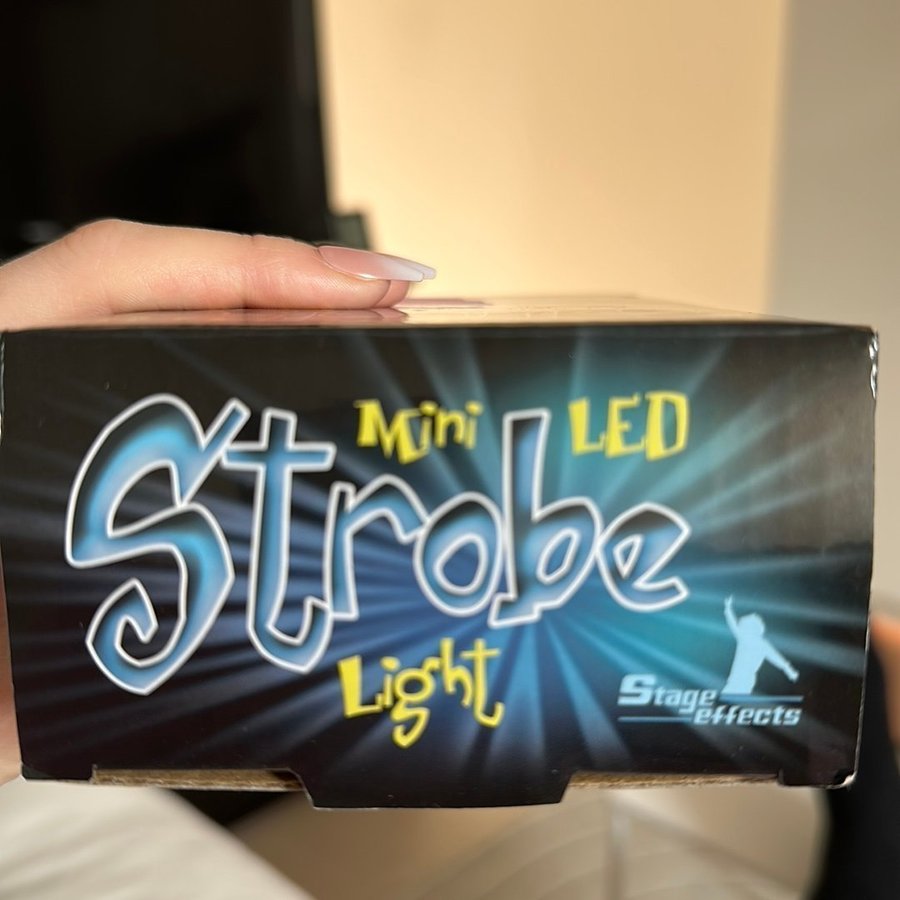 Mini LED
Strobe
Light
Stage
effects